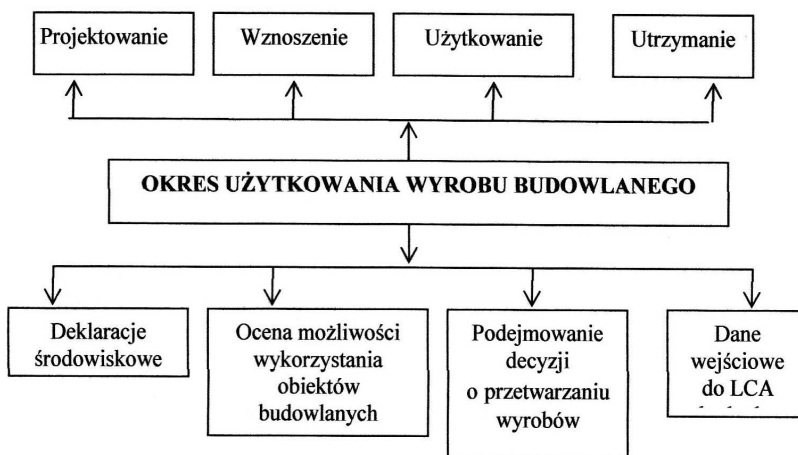 Projektowanie
Wznoszenie
Użytkowanie
Utrzymanie
OKRES UŻYTKOWANIA WYROBU BUDOWLANEGO
Deklaracje
środowiskowe
Ocena możliwości
wykorzystania
obiektów
budowlanych
Podejmowanie
decyzji
o przetwarzaniu
wyrobów
Dane
wejściowe
do LCA